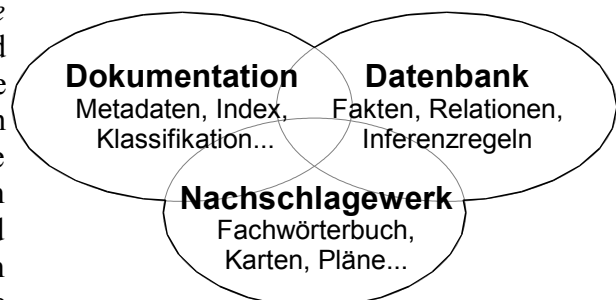 Dokumentation
Metadaten, Index,
Klassifikation...
Datenbank
Fakten, Relationen,
Inferenzregeln
Nachschlagewerk
Fachwörterbuch,
Karten, Pläne...